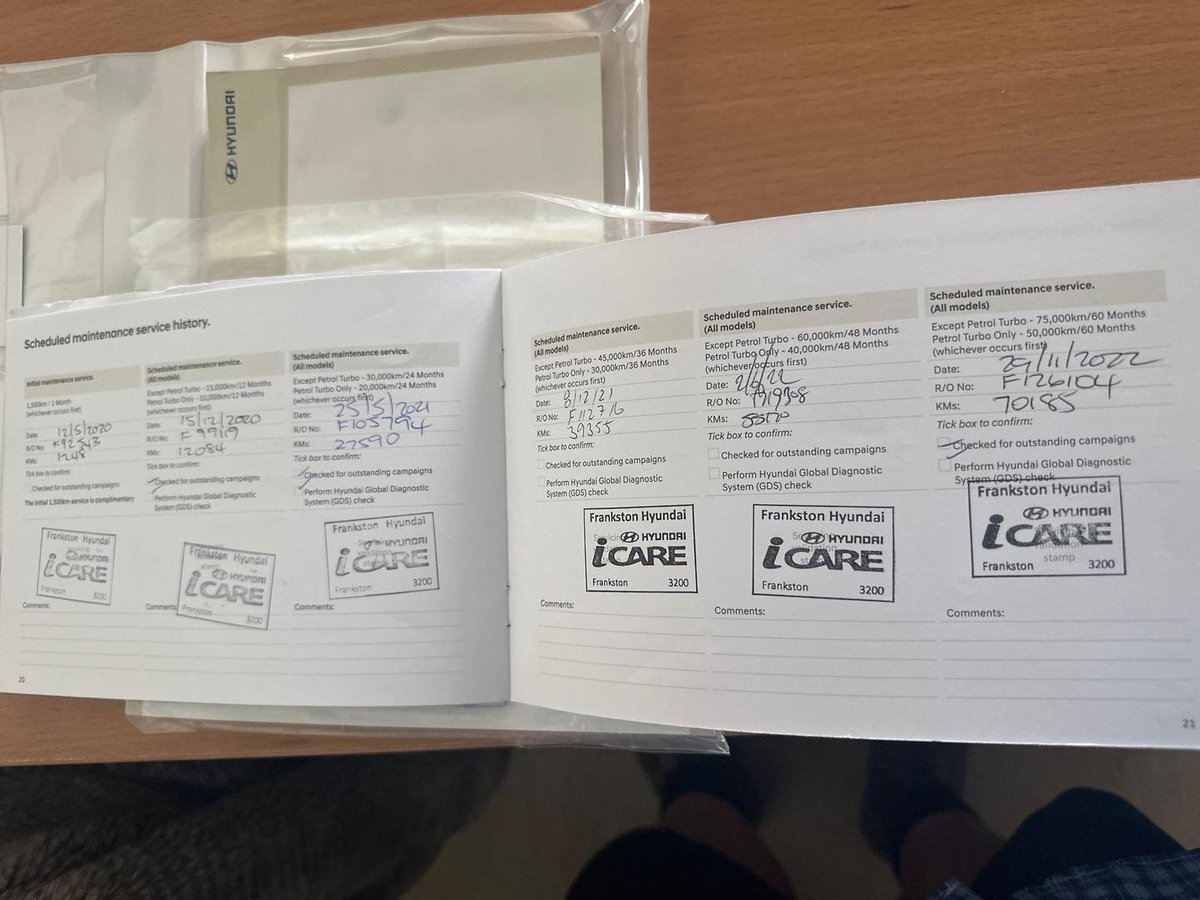 HYUNDAI
Scheduled maintenance service history.
Initial maintenance service.
1,500km / 1 Month
(whichever occurs first)
Date: 12/5/2020
R/O No: F92543
KMs: 1248
Tick box to confirm:
Checked for outstanding campaigns
The initial 1,500km service is complimentary
Frankston Hyundai
HYUNDAI
iCARE
Frankston 3200
Comments:
Scheduled maintenance service.
(All models)
Except Petrol Turbo - 15,000km/12 Months
Petrol Turbo Only - 10,000km/12 Months
(whichever occurs first)
Date: 15/12/2020
R/O No: F99119
KMs: 12084
Tick box to confirm:
Checked for outstanding campaigns
Perform Hyundai Global Diagnostic
System (GDS) check
Frankston Hyundai
stamp
HYUNDAI
iCARE
Frankston 3200
Comments:
Scheduled maintenance service.
(All models)
Except Petrol Turbo - 30,000km/24 Months
Petrol Turbo Only - 20,000km/24 Months
(whichever occurs first)
Date: 25/5/2021
R/O No: F105794
KMs: 27590
Tick box to confirm:
Checked for outstanding campaigns
Perform Hyundai Global Diagnostic
System (GDS) check
Frankston Hyundai
HYUNDAI
iCARE
Frankston 3200
Comments:
20
Scheduled maintenance service.
(All models)
Except Petrol Turbo - 45,000km/36 Months
Petrol Turbo Only - 30,000km/36 Months
(whichever occurs first)
Date: 8/12/21
R/O No: F112716
KMs: 39355
Tick box to confirm:
Checked for outstanding campaigns
Perform Hyundai Global Diagnostic
System (GDS) check
Frankston Hyundai
HYUNDAI
iCARE
Frankston 3200
Comments:
Scheduled maintenance service.
(All models)
Except Petrol Turbo - 60,000km/48 Months
Petrol Turbo Only - 40,000km/48 Months
(whichever occurs first)
Date:
R/O No:
KMs:
Tick box to confirm:
Checked for outstanding campaigns
Perform Hyundai Global Diagnostic
System (GDS) check
Frankston Hyundai
HYUNDAI
iCARE
Frankston 3200
Comments:
Scheduled maintenance service.
(All models)
Except Petrol Turbo - 75,000km/60 Months
Petrol Turbo Only - 50,000km/60 Months
(whichever occurs first)
Date: 29/11/2022
R/O No: F126104
KMs: 70185
Tick box to confirm:
Checked for outstanding campaigns
Perform Hyundai Global Diagnostic
System (GDS) check
Frankston Hyundai
HYUNDAI
iCARE
validation
stamp
Frankston 3200
Comments:
21